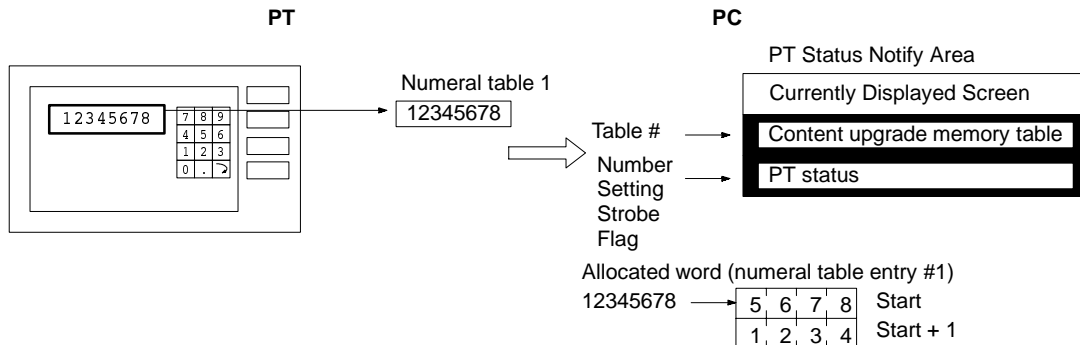 PT
PC
PT Status Notify Area
Currently Displayed Screen
Content upgrade memory table
PT status
12345678
7 8 9
4 5 6
1 2 3
0 .
Numeral table 1
12345678
Table #
Number
Setting
Strobe
Flag
Allocated word (numeral table entry #1)
12345678
5 6 7 8 Start
1 2 3 4 Start + 1